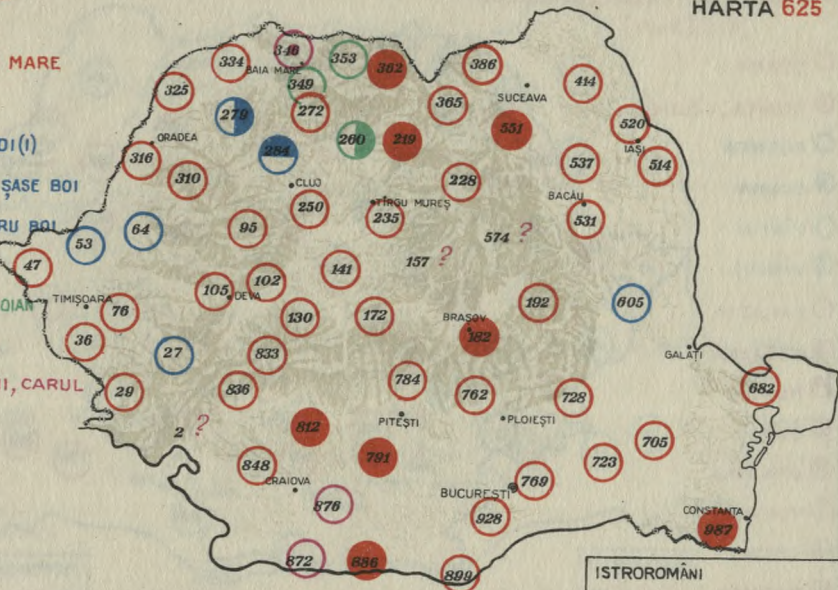 HARTA 625
MARE
346
353
334
BAIA MARE
362
386
325
349
SUCEAVA
414
279
272
365
551
520
ORADEA
260
219
IAȘI
316
284
537
514
DI(I)
310
CLUJ
228
ȘASE BOI
250
TÎRGU MUREȘ
BACĂU
235
531
RU BOI
64
95
574 ?
53
47
157 ?
141
102
105
DEVA
192
605
OIAN
TIMIȘOARA
76
130
172
BRAȘOV
182
36
27
833
GALAȚI
II, CARUL
29
836
784
762
728
682
2 ?
812
PITEȘTI
PLOIEȘTI
705
848
791
723
CRAIOVA
769
876
BUCUREȘTI
928
CONSTANȚA
987
872
886
899
ISTROROMÂNI